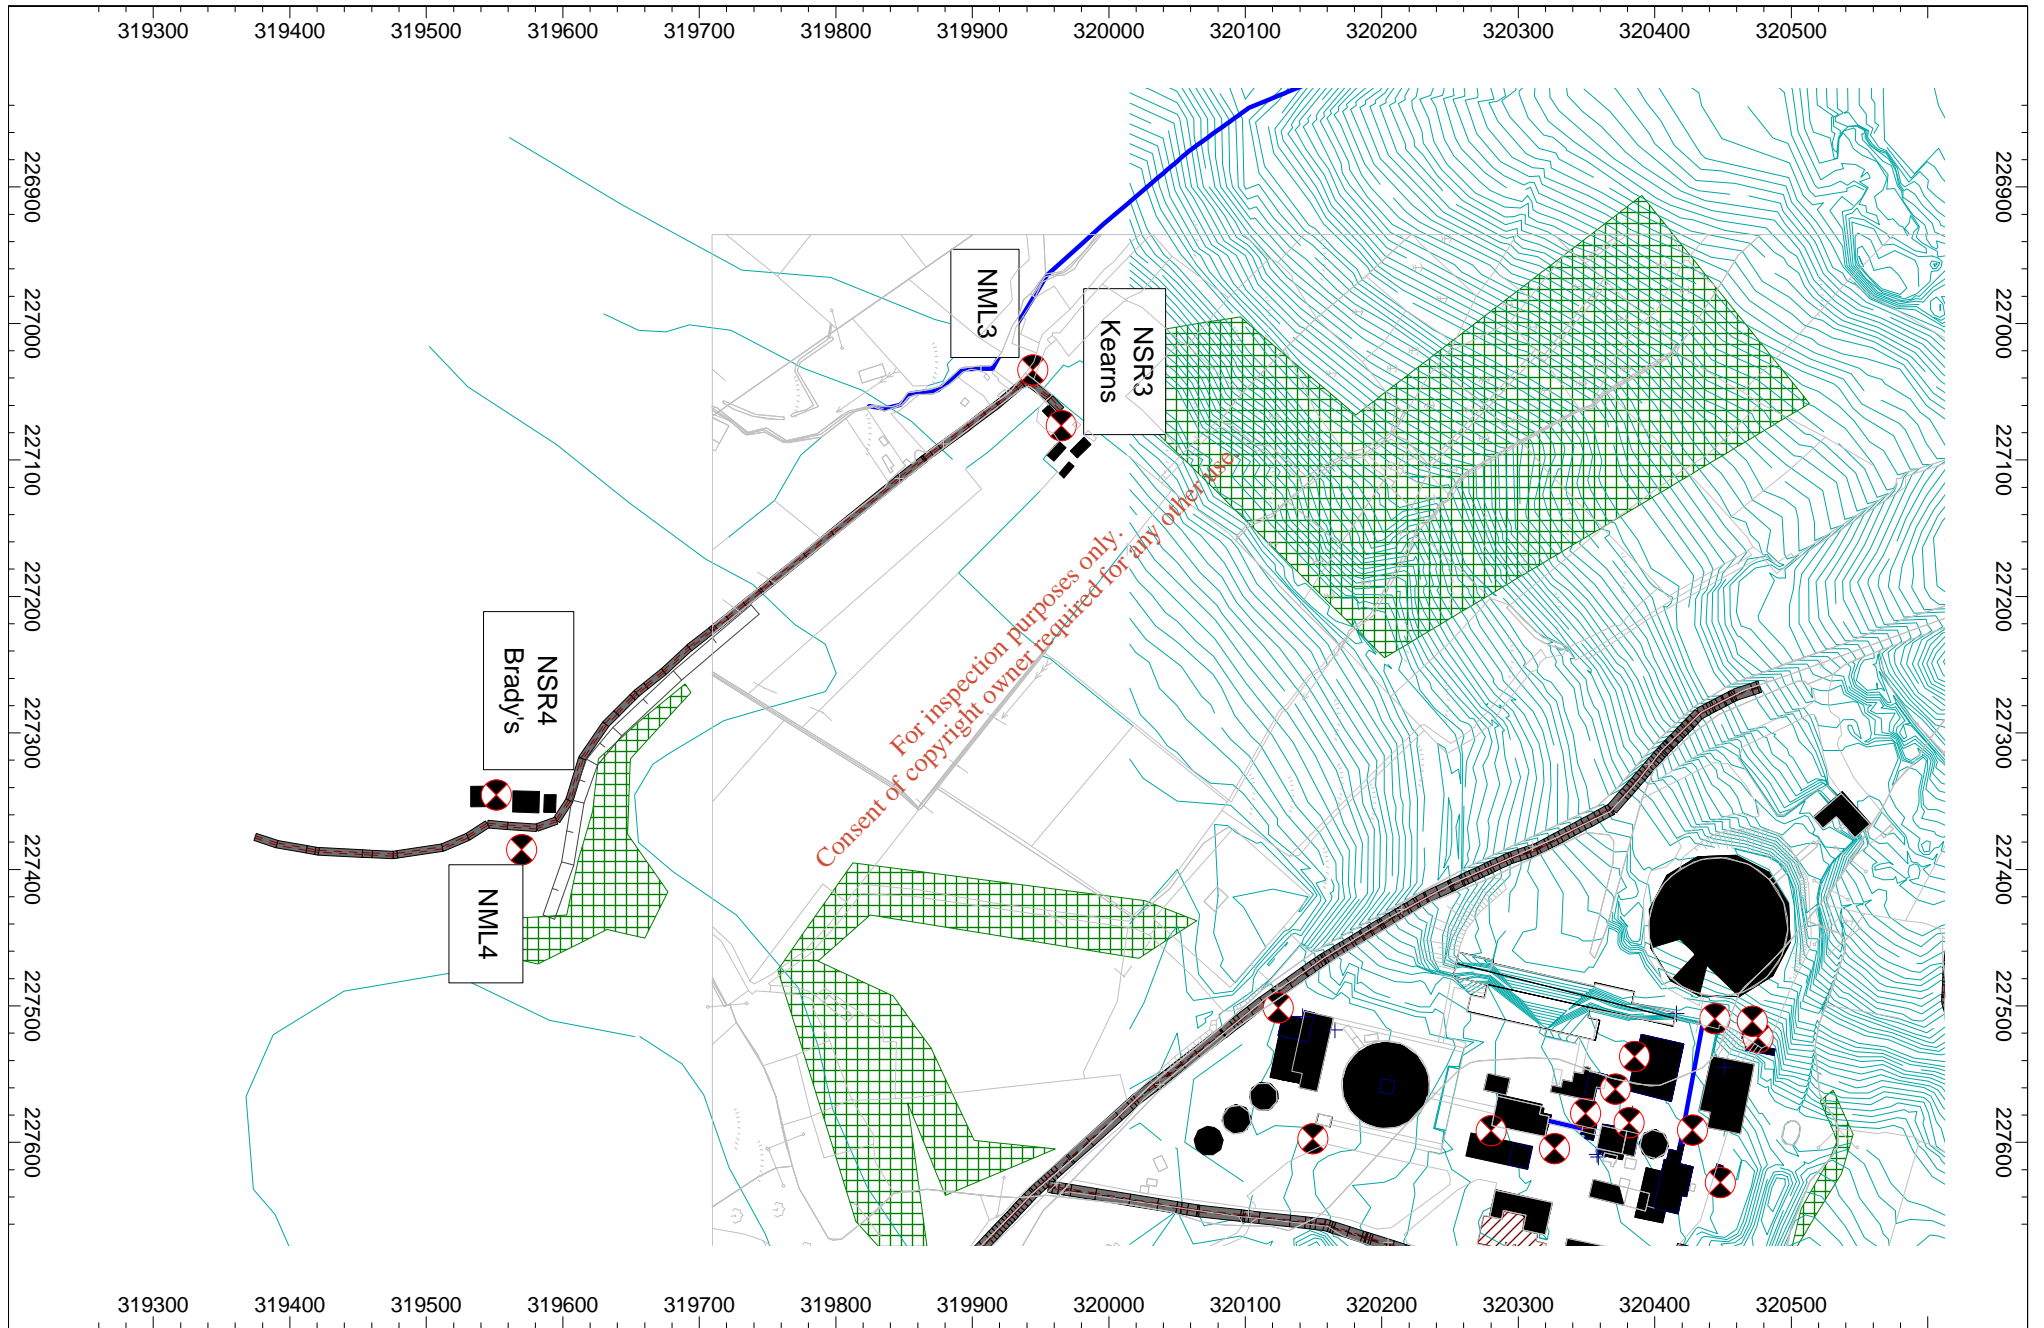 319300 319400 319500 319600 319700 319800 319900 320000 320100 320200 320300 320400 320500
226900
227000
227100
227200
227300
227400
227500
227600
NML3
NSR3
Kearns
NSR4
Brady's
NML4
For inspection purposes only.
Consent of copyright owner required for any other use.
226900
227000
227100
227200
227300
227400
227500
227600
319300 319400 319500 319600 319700 319800 319900 320000 320100 320200 320300 320400 320500